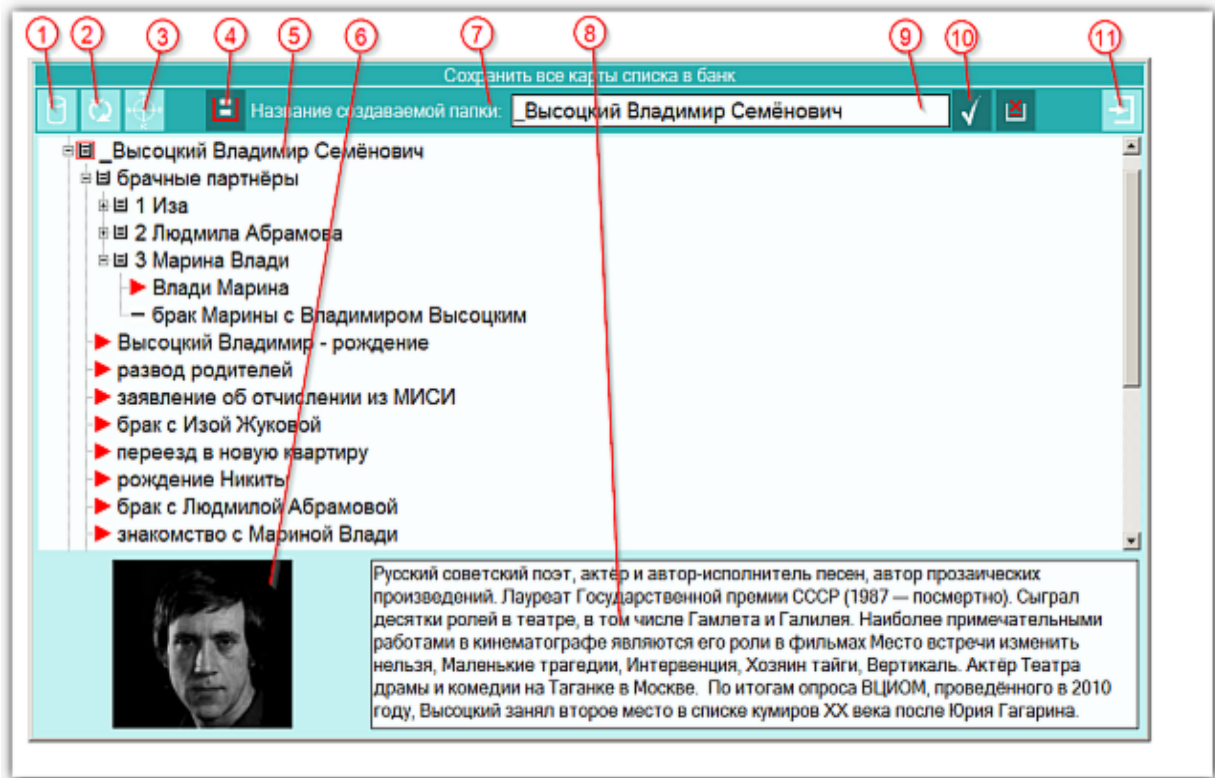 1 2 3 4 5 6 7 8 9 10 11
Сохранить все карты списка в банк
Название создаваемой папки: _Высоцкий Владимир Семёнович
_Высоцкий Владимир Семёнович
брачные партнёры
1 Иза
2 Людмила Абрамова
3 Марина Влади
Влади Марина
брак Марины с Владимиром Высоцким
Высоцкий Владимир - рождение
развод родителей
заявление об отчислении из МИСИ
брак с Изой Жуковой
переезд в новую квартиру
рождение Никиты
брак с Людмилой Абрамовой
знакомство с Мариной Влади
Русский советский поэт, актёр и автор-исполнитель песен, автор прозаических
произведений. Лауреат Государственной премии СССР (1987 — посмертно). Сыграл
десятки ролей в театре, в том числе Гамлета и Галилея. Наиболее примечательными
работами в кинематографе являются его роли в фильмах Место встречи изменить
нельзя, Маленькие трагедии, Интервенция, Хозяин тайги, Вертикаль. Актёр Театра
драмы и комедии на Таганке в Москве. По итогам опроса ВЦИОМ, проведённого в 2010
году, Высоцкий занял второе место в списке кумиров XX века после Юрия Гагарина.